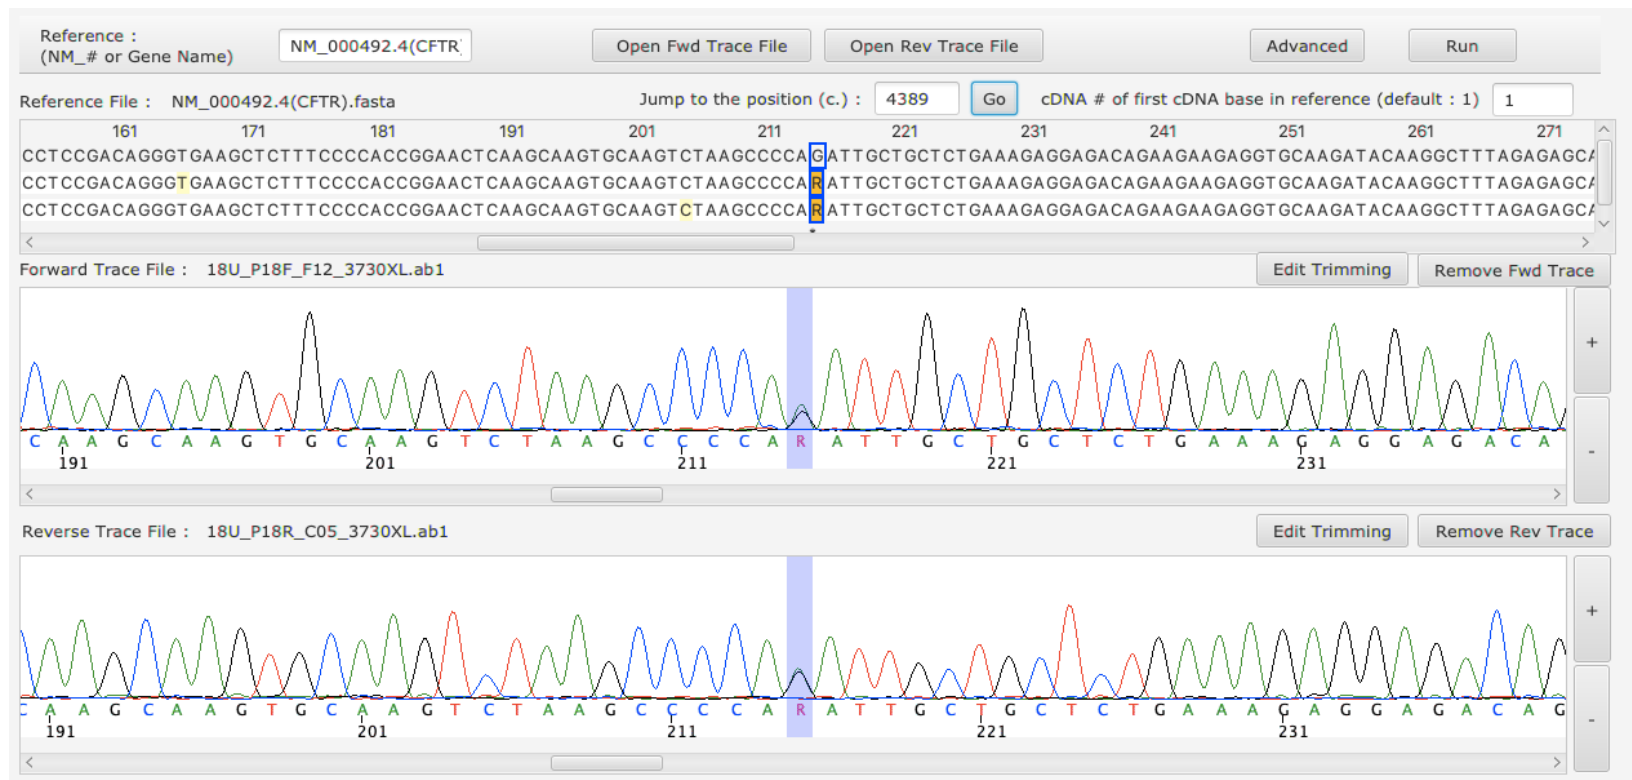 Reference :
(NM_# or Gene Name)
NM_000492.4(CFTR)
Open Fwd Trace File
Open Rev Trace File
Advanced
Run
Reference File : NM_000492.4(CFTR).fasta
Jump to the position (c.) : 4389 Go cDNA # of first cDNA base in reference (default : 1) 1
161 171 181 191 201 211 221 231 241 251 261 271
CCTCCGACAGGGTGAAGCTCTTTCCCCACCGGAACTCAAGCAAGTGCAAGTCTAAGCCCCAGATTGCTGCTCTGAAAGAGGAGACAGAAGAAGAGGTGCAAGATACAAGGCTTTAGAGAGCA
CCTCCGACAGGGTGAAGCTCTTTCCCCACCGGAACTCAAGCAAGTGCAAGTCTAAGCCCCARATTGCTGCTCTGAAAGAGGAGACAGAAGAAGAGGTGCAAGATACAAGGCTTTAGAGAGCA
CCTCCGACAGGGTGAAGCTCTTTCCCCACCGGAACTCAAGCAAGTGCAAGTCTAAGCCCCARATTGCTGCTCTGAAAGAGGAGACAGAAGAAGAGGTGCAAGATACAAGGCTTTAGAGAGCA
*
Forward Trace File : 18U_P18F_F12_3730XL.ab1
Edit Trimming
Remove Fwd Trace
+
-
C A A G C A A G T G C A A G T C T A A G C C C C A R A T T G C T G C T C T G A A A G A G G A G A C A
191 201 211 221 231
Reverse Trace File : 18U_P18R_C05_3730XL.ab1
Edit Trimming
Remove Rev Trace
+
-
C A A G C A A G T G C A A G T C T A A G C C C C A R A T T G C T G C T C T G A A A G A G G A G A C A G
191 201 211 221 231